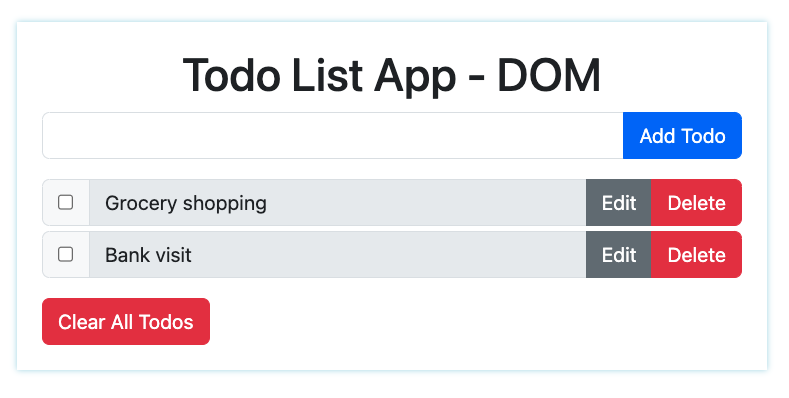 Todo List App - DOM
Add Todo
Grocery shopping Edit Delete
Bank visit Edit Delete
Clear All Todos